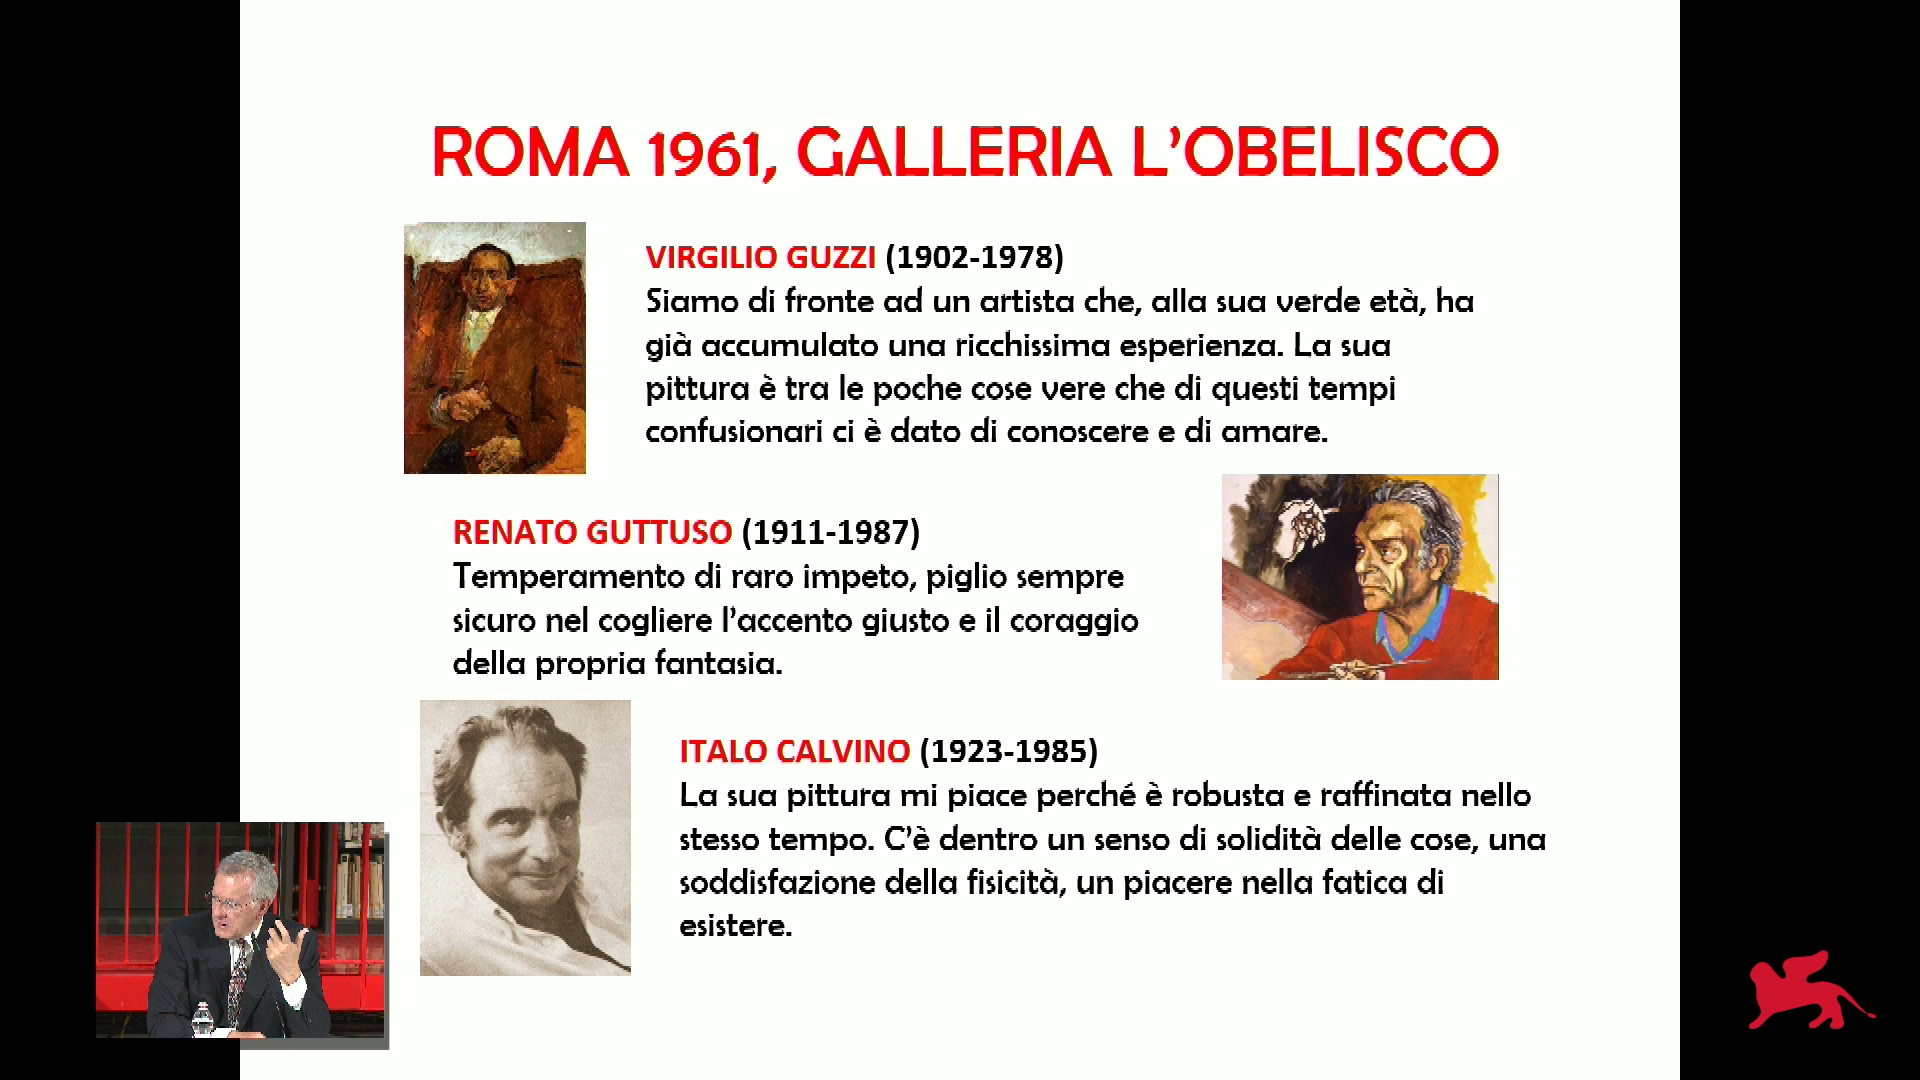 ROMA 1961, GALLERIA L'OBELISCO
VIRGILIO GUZZI (1902-1978)
Siamo di fronte ad un artista che, alla sua verde età, ha
già accumulato una ricchissima esperienza. La sua
pittura è tra le poche cose vere che di questi tempi
confusionari ci è dato di conoscere e di amare.
RENATO GUTTUSO (1911-1987)
Temperamento di raro impeto, piglio sempre
sicuro nel cogliere l'accento giusto e il coraggio
della propria fantasia.
ITALO CALVINO (1923-1985)
La sua pittura mi piace perché è robusta e raffinata nello
stesso tempo. C'è dentro un senso di solidità delle cose, una
soddisfazione della fisicità, un piacere nella fatica di
esistere.